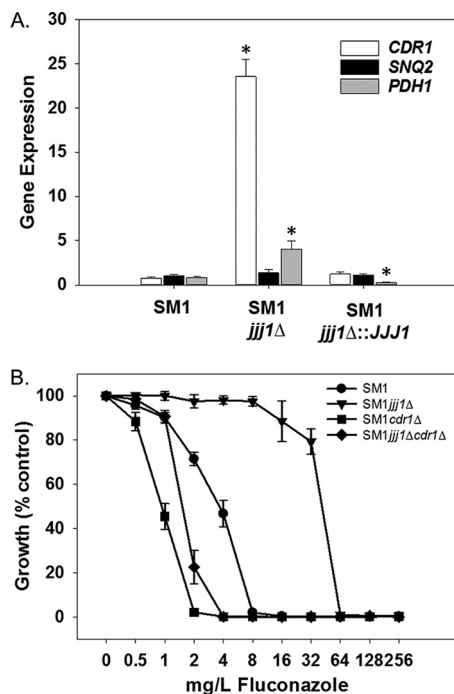 A.
30
25
20
15
10
5
0
Gene Expression
CDR1
SNQ2
PDH1
*
*
*
SM1
SM1
jjj1Δ
SM1
jjj1Δ::JJJ1
B.
100
80
60
40
20
0
Growth (% control)
SM1
SM1jjj1Δ
SM1cdr1Δ
SM1jjj1Δcdr1Δ
0 0.5 1 2 4 8 16 32 64 128 256
mg/L Fluconazole